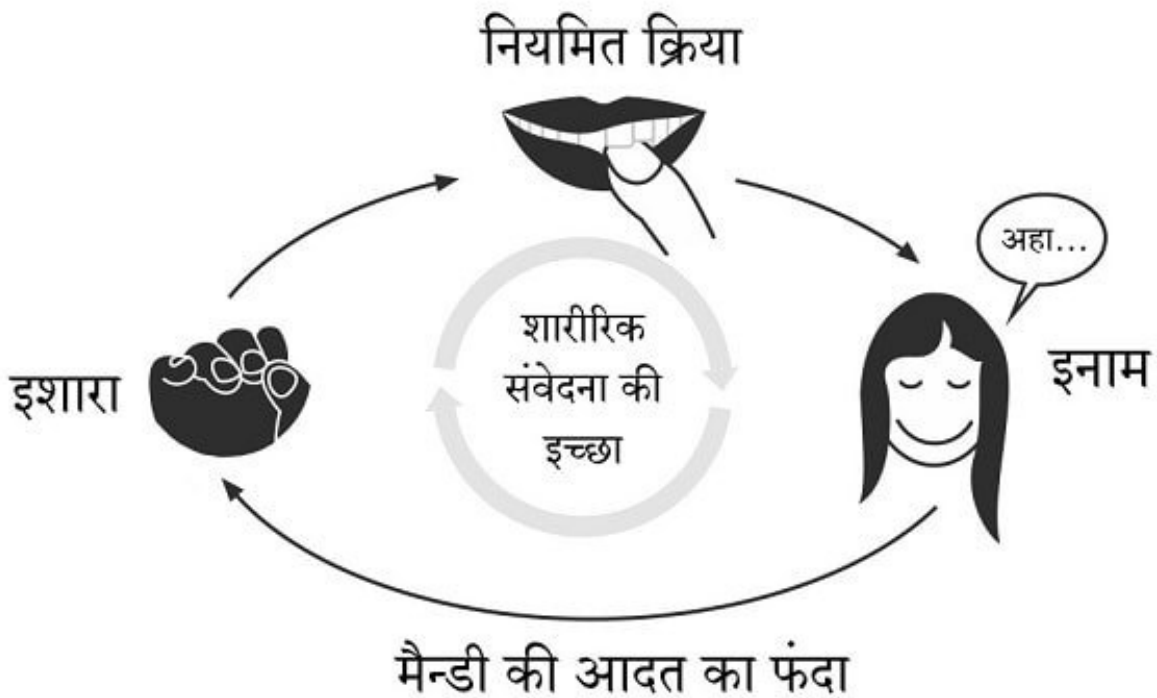 नियमित क्रिया
अहा...
इशारा
शारीरिक
संवेदना की
इच्छा
इनाम
मैन्डी की आदत का फंदा